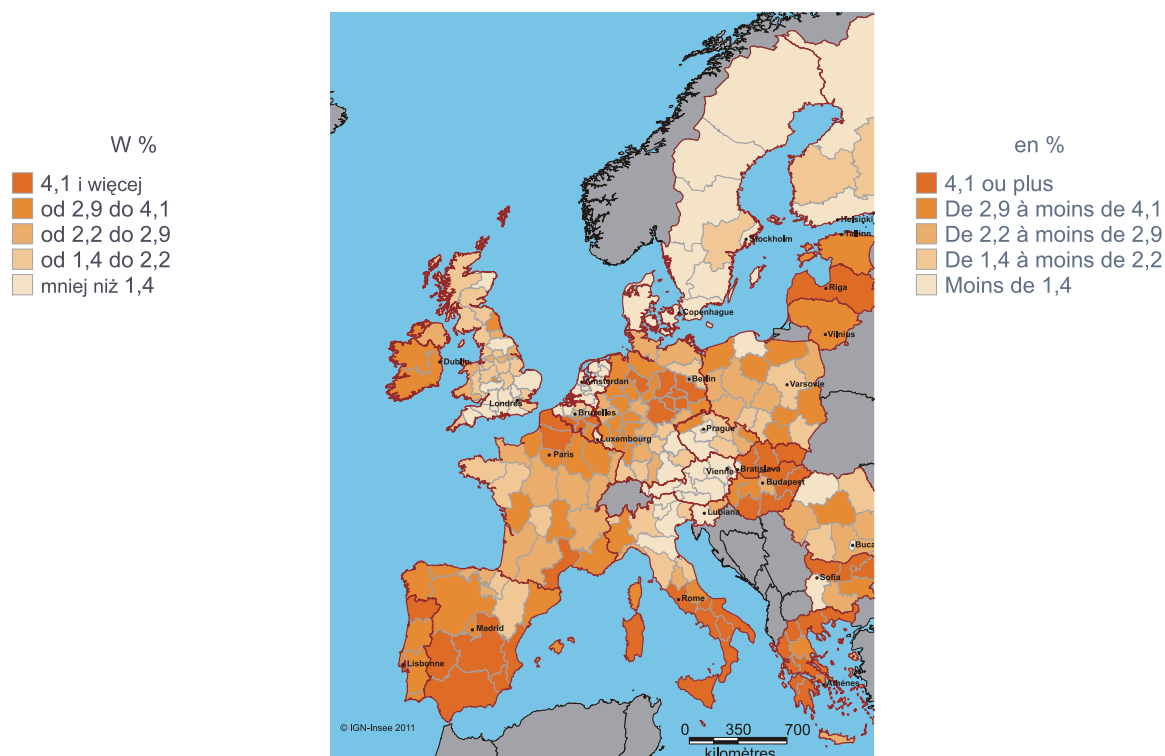 W %
4,1 i więcej
od 2,9 do 4,1
od 2,2 do 2,9
od 1,4 do 2,2
mniej niż 1,4
en %
4,1 ou plus
De 2,9 à moins de 4,1
De 2,2 à moins de 2,9
De 1,4 à moins de 2,2
Moins de 1,4
Helsinki
Tallinn
Stockholm
Riga
Copenhague
Vilnius
Dublin
Amsterdan
Berlin
Varsovie
Londres
Bruxelles
Prague
Luxembourg
Paris
Vienne
Bratislava
Budapest
Lubiana
Buca
Sofia
Rome
Madrid
Lisbonne
Athénes
© IGN-Insee 2011
0 350 700
kilomètres